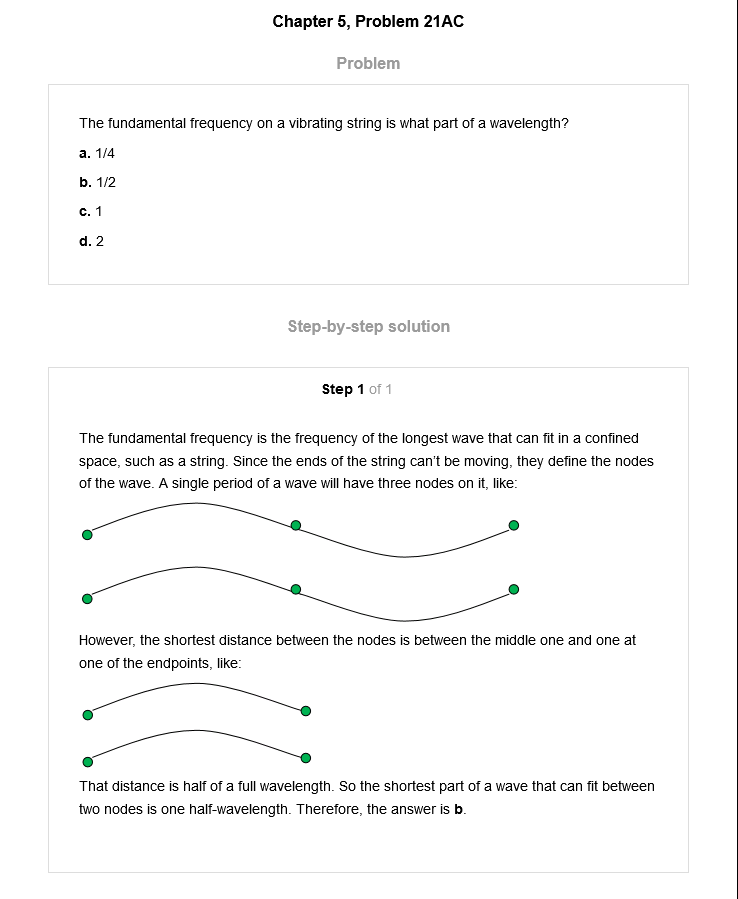 Chapter 5, Problem 21AC
Problem
The fundamental frequency on a vibrating string is what part of a wavelength?
a. 1/4
b. 1/2
c. 1
d. 2
Step-by-step solution
Step 1 of 1
The fundamental frequency is the frequency of the longest wave that can fit in a confined
space, such as a string. Since the ends of the string can't be moving, they define the nodes
of the wave. A single period of a wave will have three nodes on it, like:
However, the shortest distance between the nodes is between the middle one and one at
one of the endpoints, like:
That distance is half of a full wavelength. So the shortest part of a wave that can fit between
two nodes is one half-wavelength. Therefore, the answer is b.